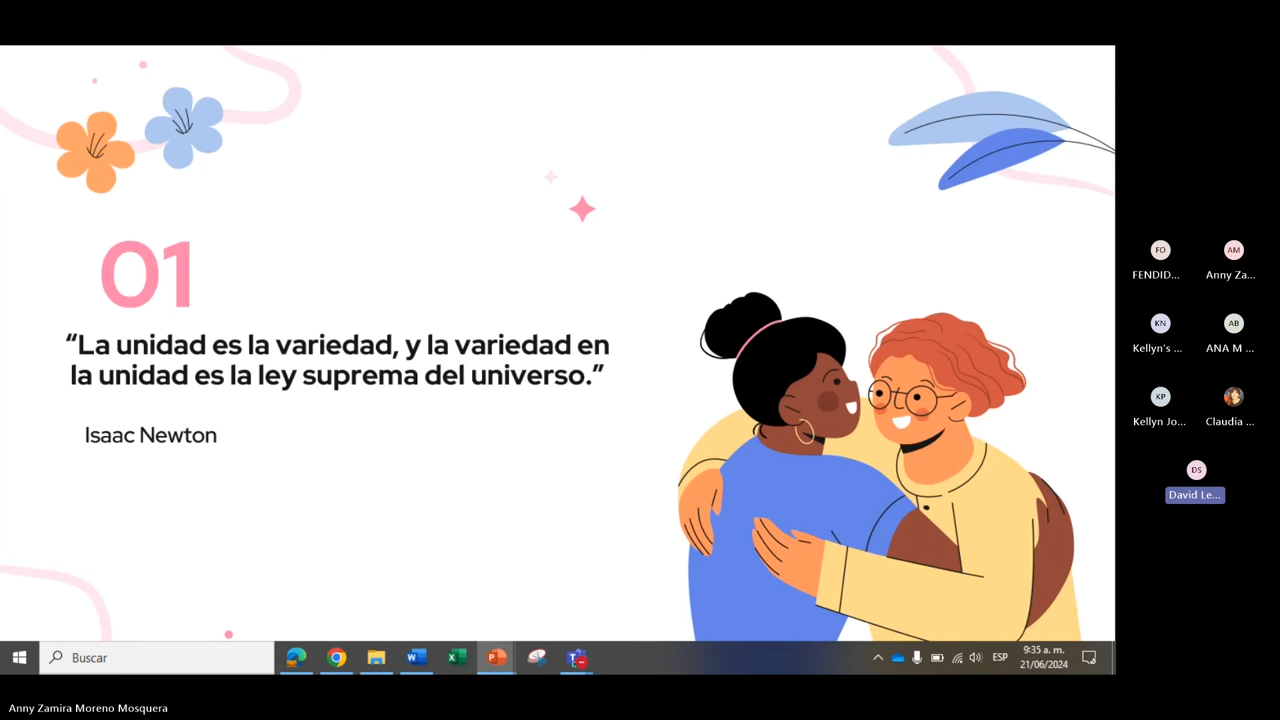 01
“La unidad es la variedad, y la variedad en
la unidad es la ley suprema del universo.”
Isaac Newton
FO
AM
FENDID...
Anny Za...
KN
AB
Kellyn's ...
ANA M ...
KP
Kellyn Jo...
Claudia ...
DS
David Le...
Buscar
ESP
9:35 a. m.
21/06/2024
Anny Zamira Moreno Mosquera